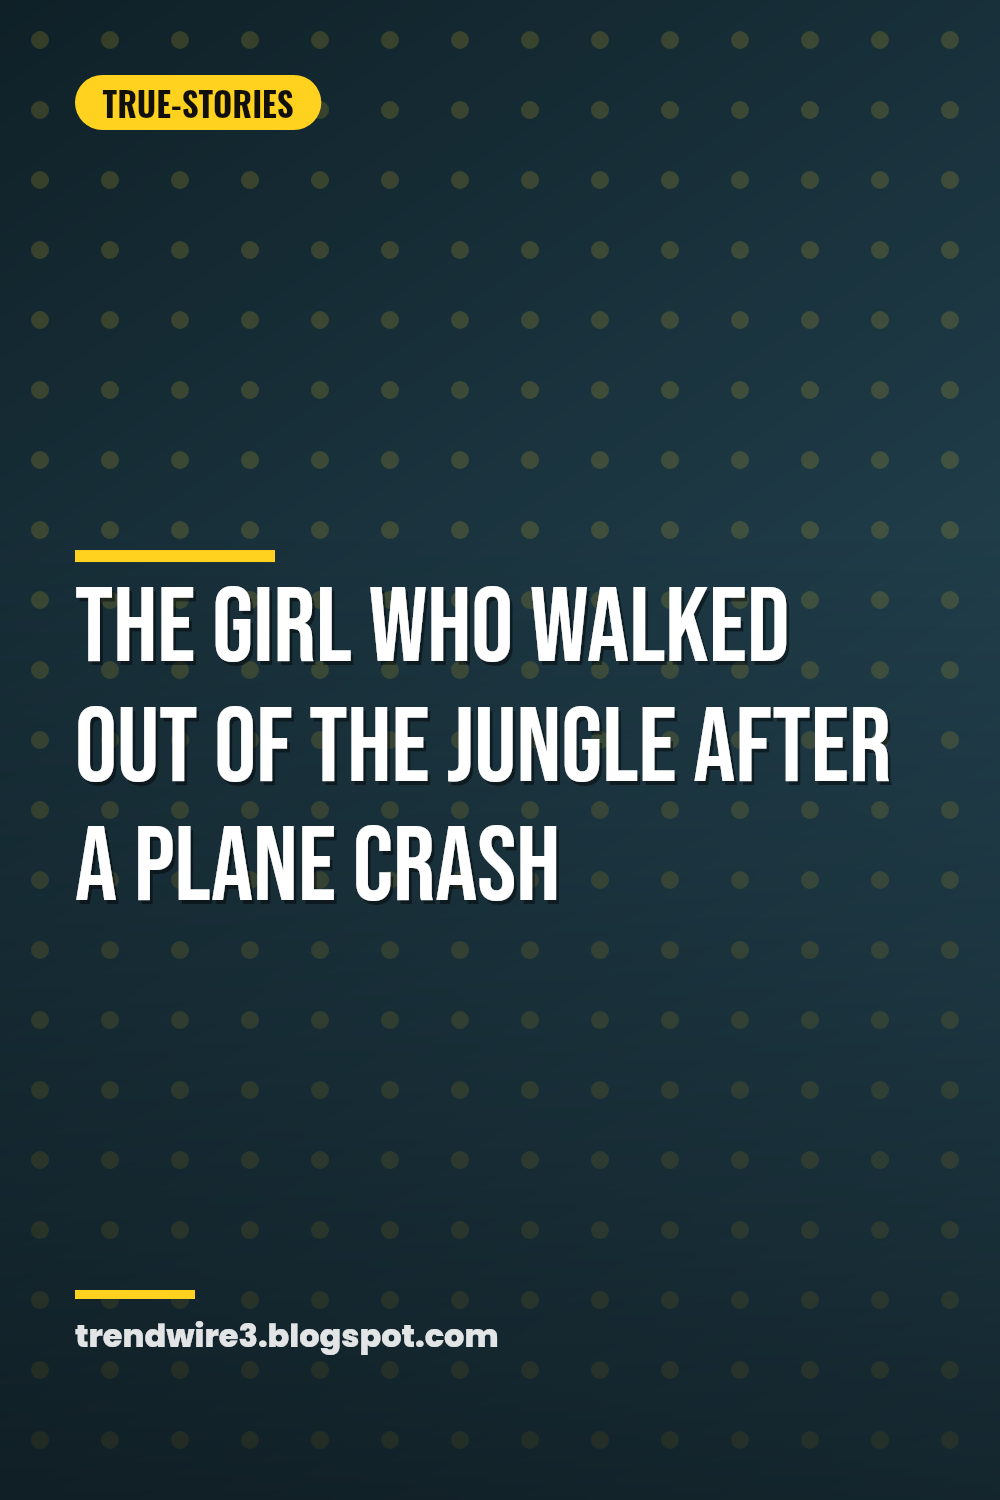 TRUE-STORIES
THE GIRL WHO WALKED
OUT OF THE JUNGLE AFTER
A PLANE CRASH
trendwire3.blogspot.com